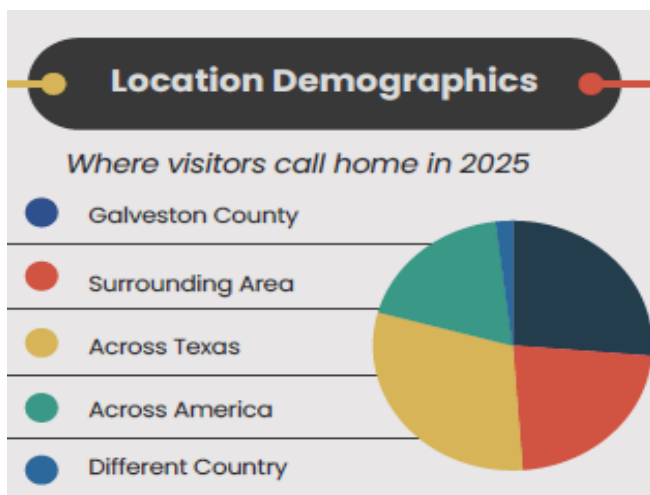 Location Demographics
Where visitors call home in 2025
Galveston County
Surrounding Area
Across Texas
Across America
Different Country